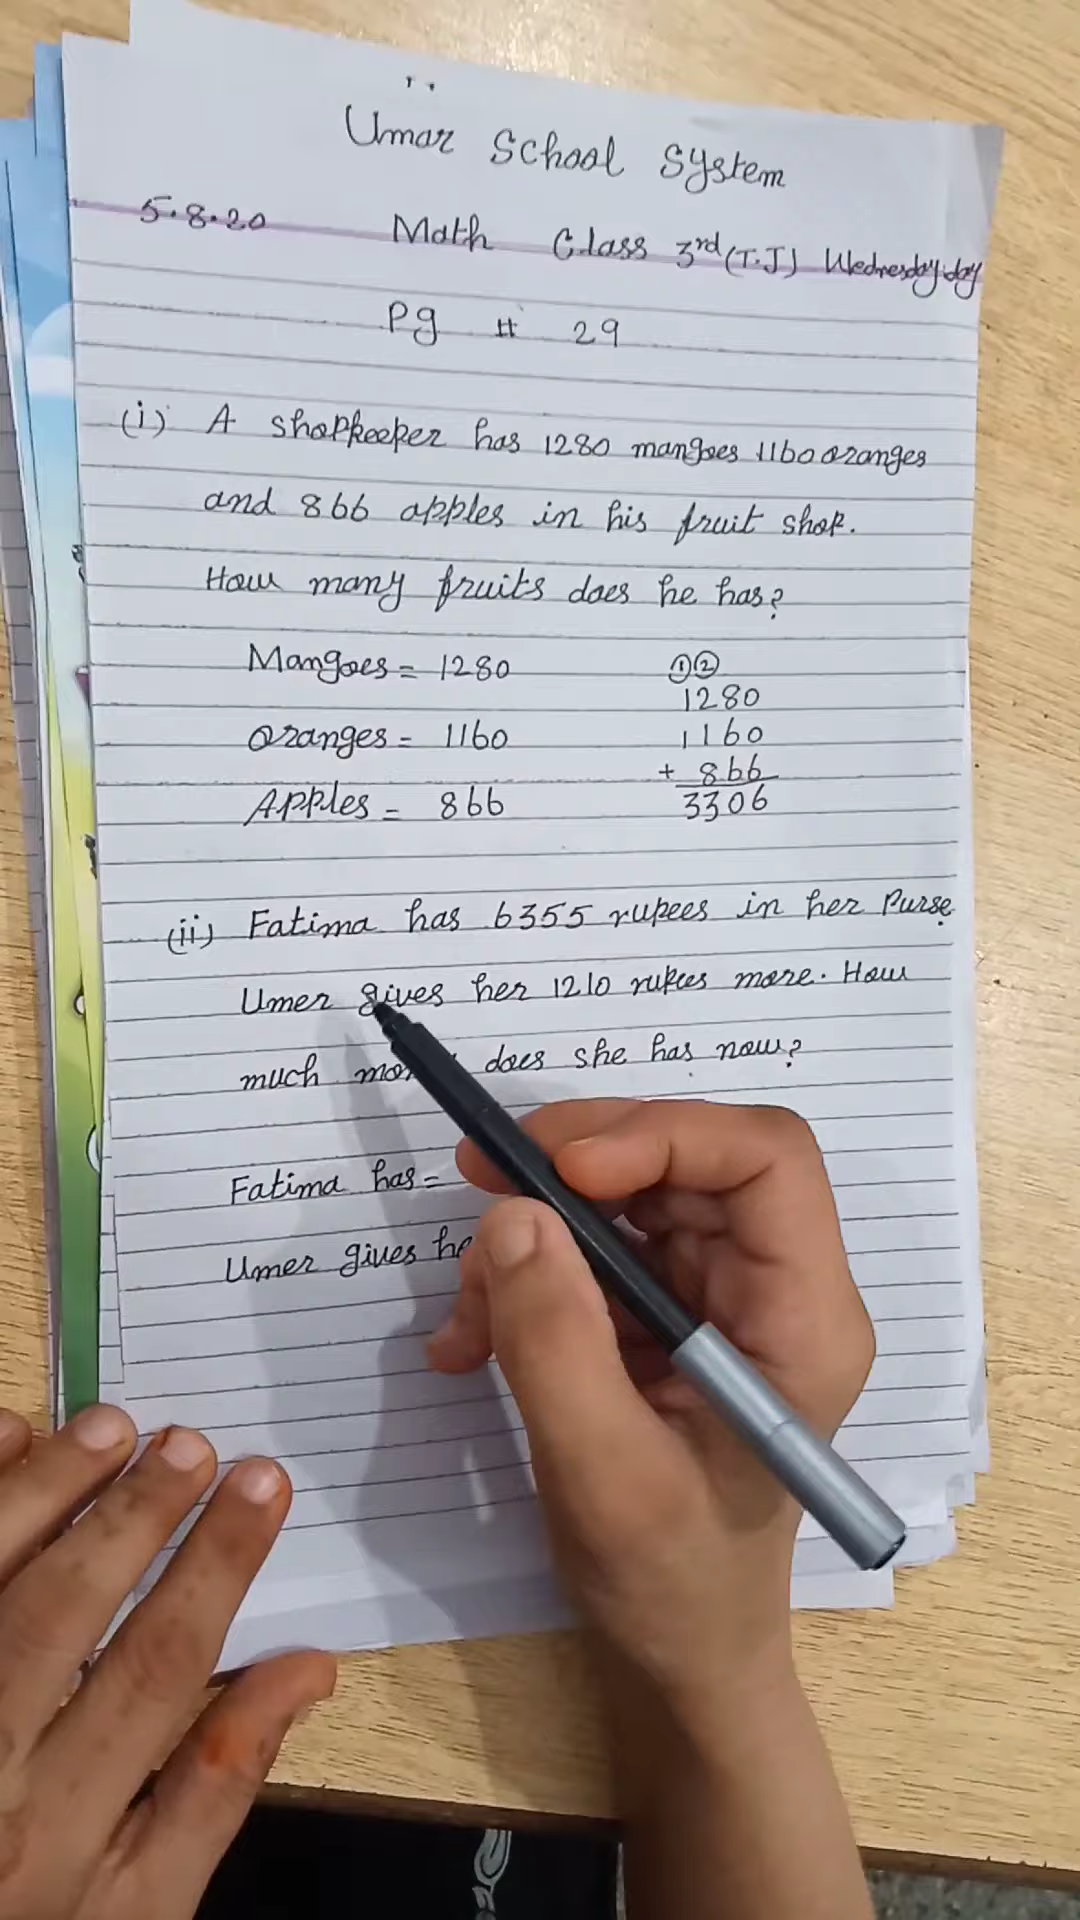 Umar School System
5.8.20 Math Class 3rd (T.J) Wednesday day
Pg # 29
(i) A shopkeeper has 1280 mangoes 1160 oranges
and 866 apples in his fruit shop.
How many fruits does he has?
Mangoes = 1280
①②
1280
Oranges = 1160
1160
+ 866
Apples = 866
3306
(ii) Fatima has 6355 rupees in her Purse
Umer gives her 1210 rupees more. How
much does she has now?
Fatima has =
Umer gives